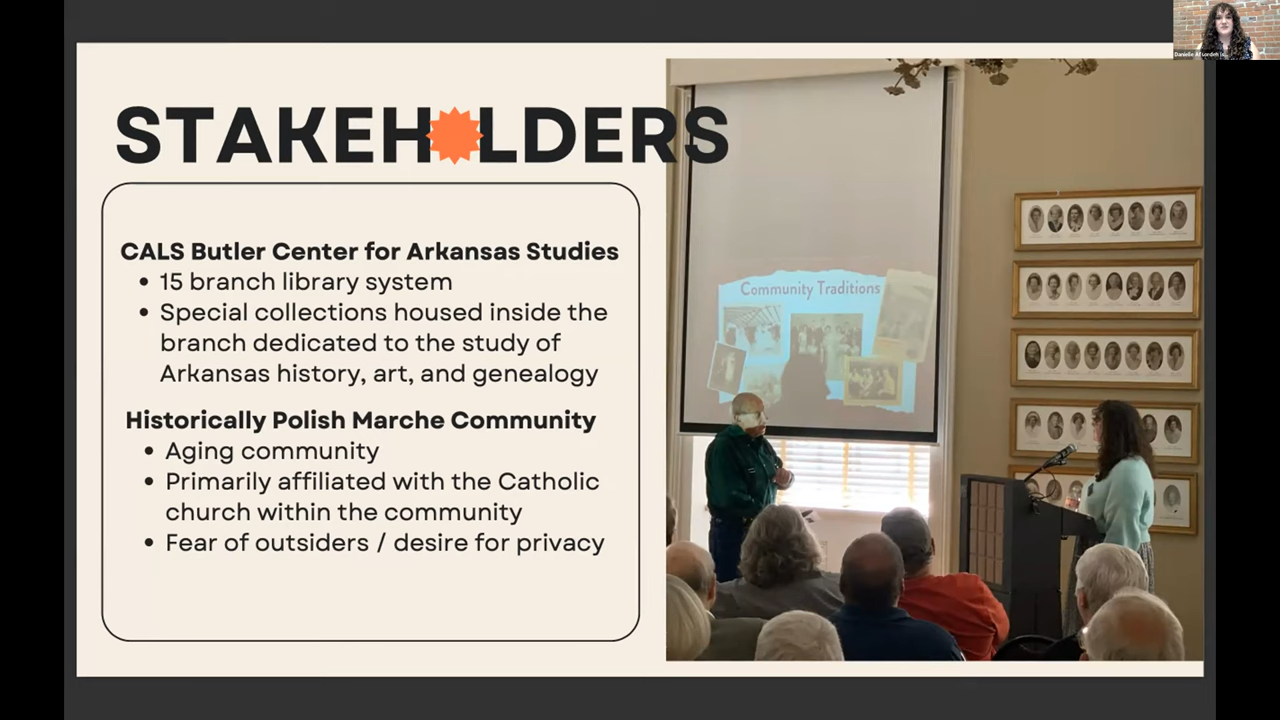 STAKEHOLDERS
CALS Butler Center for Arkansas Studies
• 15 branch library system
• Special collections housed inside the
branch dedicated to the study of
Arkansas history, art, and genealogy
Historically Polish Marche Community
• Aging community
• Primarily affiliated with the Catholic
church within the community
• Fear of outsiders / desire for privacy
Community Traditions
Danielle